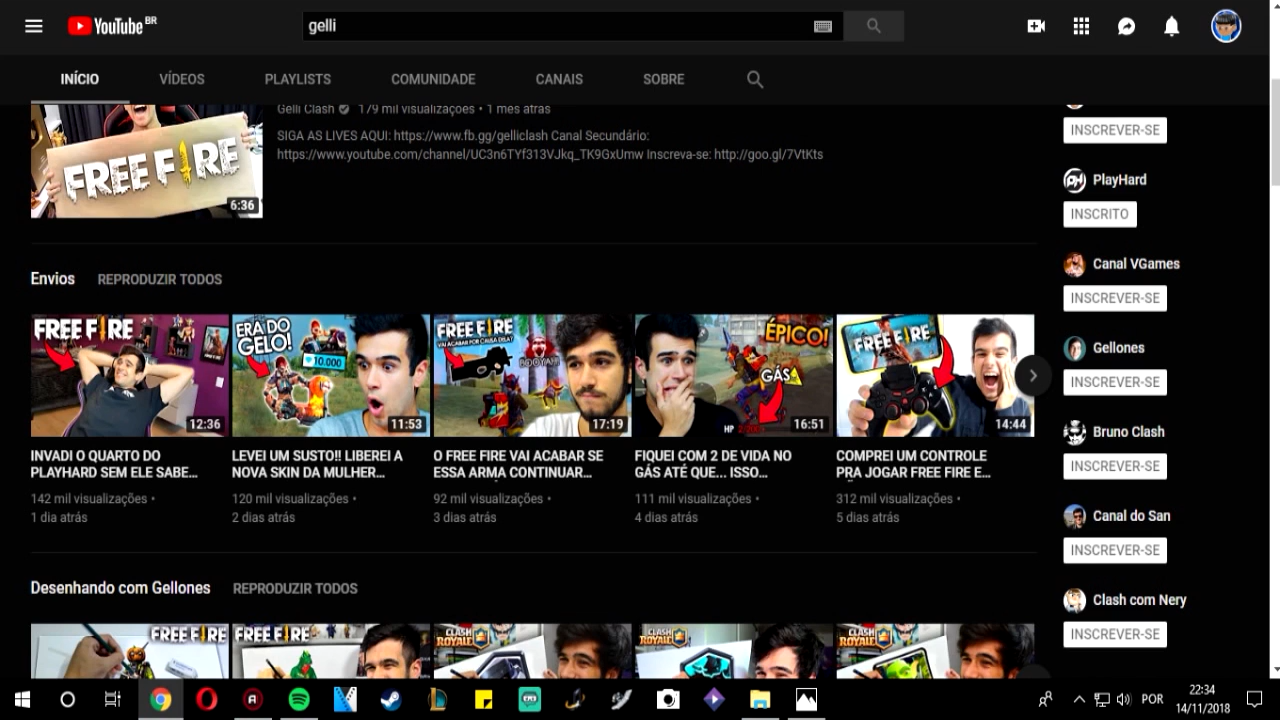 YouTube BR
gelli
INÍCIO
VÍDEOS
PLAYLISTS
COMUNIDADE
CANAIS
SOBRE
Gelli Clash 179 mil visualizações • 1 mês atrás
SIGA AS LIVES AQUI: https://www.fb.gg/gelliclash Canal Secundário:
https://www.youtube.com/channel/UC3n6TYf313VJkq_TK9GxUmw Inscreva-se: http://goo.gl/7VtKts
FREE FIRE
6:36
INSCREVER-SE
PlayHard
INSCRITO
Canal VGames
INSCREVER-SE
Gellones
INSCREVER-SE
Bruno Clash
INSCREVER-SE
Canal do San
INSCREVER-SE
Clash com Nery
INSCREVER-SE
Envios
REPRODUZIR TODOS
FREE FIRE
12:36
ERA DO
GELO!
10.000
11:53
FREE FIRE
VAI ACABAR POR CAUSA DELA?
BOOYAH!
17:19
ÉPICO!
GÁS
HP
16:51
FREE FIRE
14:44
INVADI O QUARTO DO
PLAYHARD SEM ELE SABE...
142 mil visualizações •
1 dia atrás
LEVEI UM SUSTO!! LIBEREI A
NOVA SKIN DA MULHER...
120 mil visualizações •
2 dias atrás
O FREE FIRE VAI ACABAR SE
ESSA ARMA CONTINUAR...
92 mil visualizações •
3 dias atrás
FIQUEI COM 2 DE VIDA NO
GÁS ATÉ QUE... ISSO...
111 mil visualizações •
4 dias atrás
COMPREI UM CONTROLE
PRA JOGAR FREE FIRE E...
312 mil visualizações •
5 dias atrás
Desenhando com Gellones
REPRODUZIR TODOS
FREE FIRE
FREE FIRE
CLASH
ROYALE
CLASH
ROYALE
CLASH
ROYALE
POR
22:34
14/11/2018